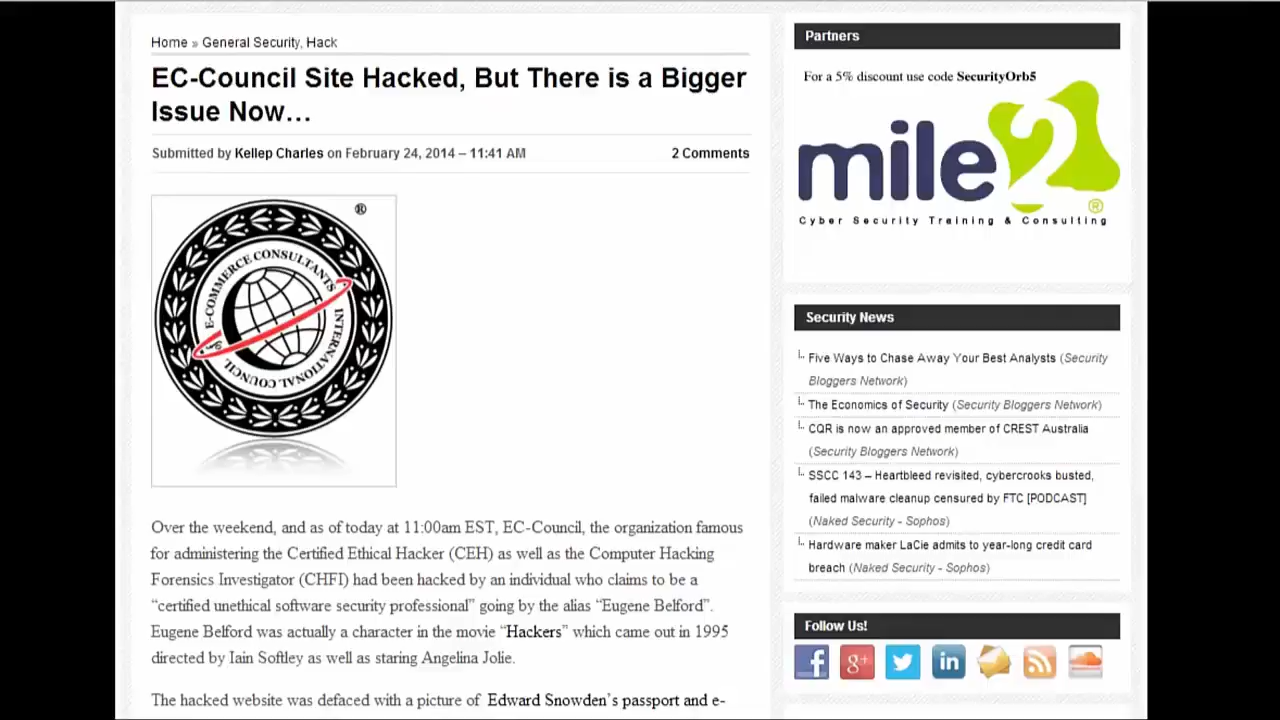 Home » General Security, Hack
EC-Council Site Hacked, But There is a Bigger
Issue Now…
Submitted by Kellep Charles on February 24, 2014 – 11:41 AM
2 Comments
®
E-COMMERCE CONSULTANTS
INTERNATIONAL COUNCIL
Over the weekend, and as of today at 11:00am EST, EC-Council, the organization famous
for administering the Certified Ethical Hacker (CEH) as well as the Computer Hacking
Forensics Investigator (CHFI) had been hacked by an individual who claims to be a
“certified unethical software security professional” going by the alias “Eugene Belford”.
Eugene Belford was actually a character in the movie “Hackers” which came out in 1995
directed by Iain Softley as well as staring Angelina Jolie.
The hacked website was defaced with a picture of Edward Snowden’s passport and e-
Partners
For a 5% discount use code SecurityOrb5
mile2®
Cyber Security Training & Consulting
Security News
Five Ways to Chase Away Your Best Analysts (Security
Bloggers Network)
The Economics of Security (Security Bloggers Network)
CQR is now an approved member of CREST Australia
(Security Bloggers Network)
SSCC 143 – Heartbleed revisited, cybercrooks busted,
failed malware cleanup censured by FTC [PODCAST]
(Naked Security - Sophos)
Hardware maker LaCie admits to year-long credit card
breach (Naked Security - Sophos)
Follow Us!
f
g+
in